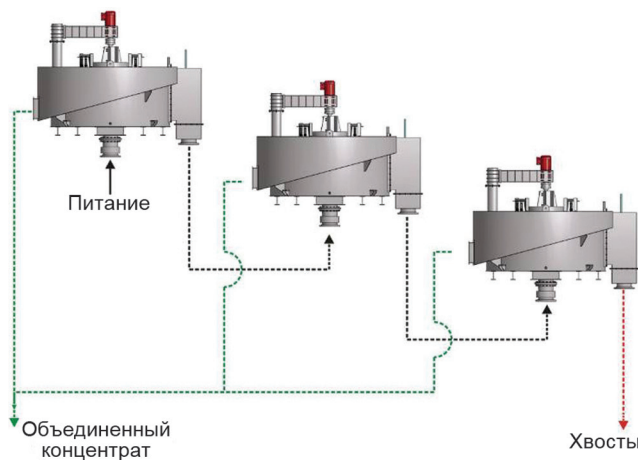 Питание
Объединенный
концентрат
Хвосты